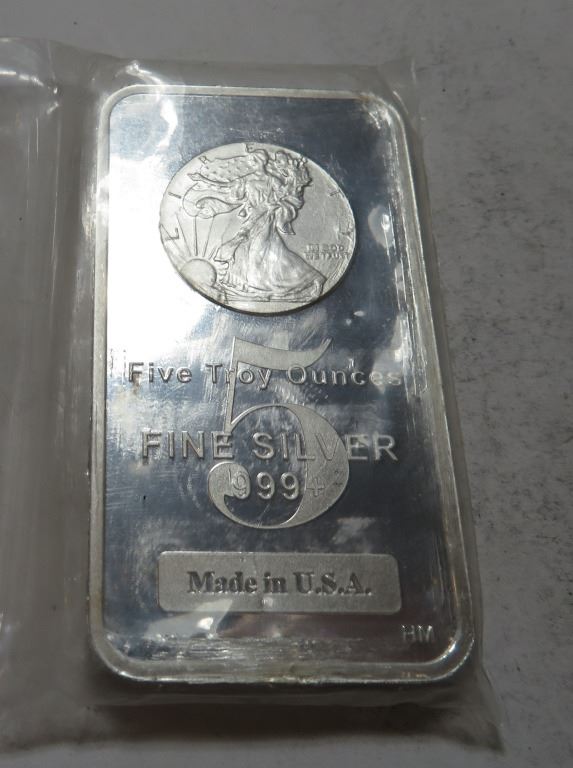 LIBERTY
IN GOD
WE TRUST
5
Five Troy Ounces
FINE SILVER
999+
Made in U.S.A.
HM